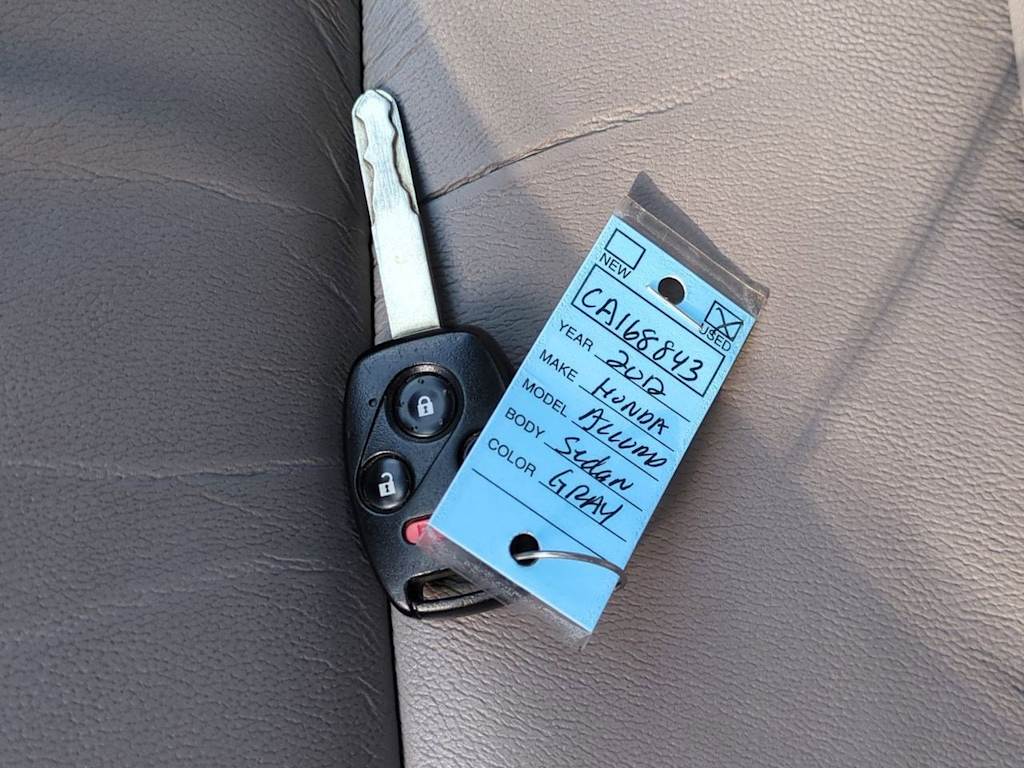 NEW
USED
CA168843
YEAR 2012
MAKE HONDA
MODEL ACCORD
BODY Sedan
COLOR GRAY